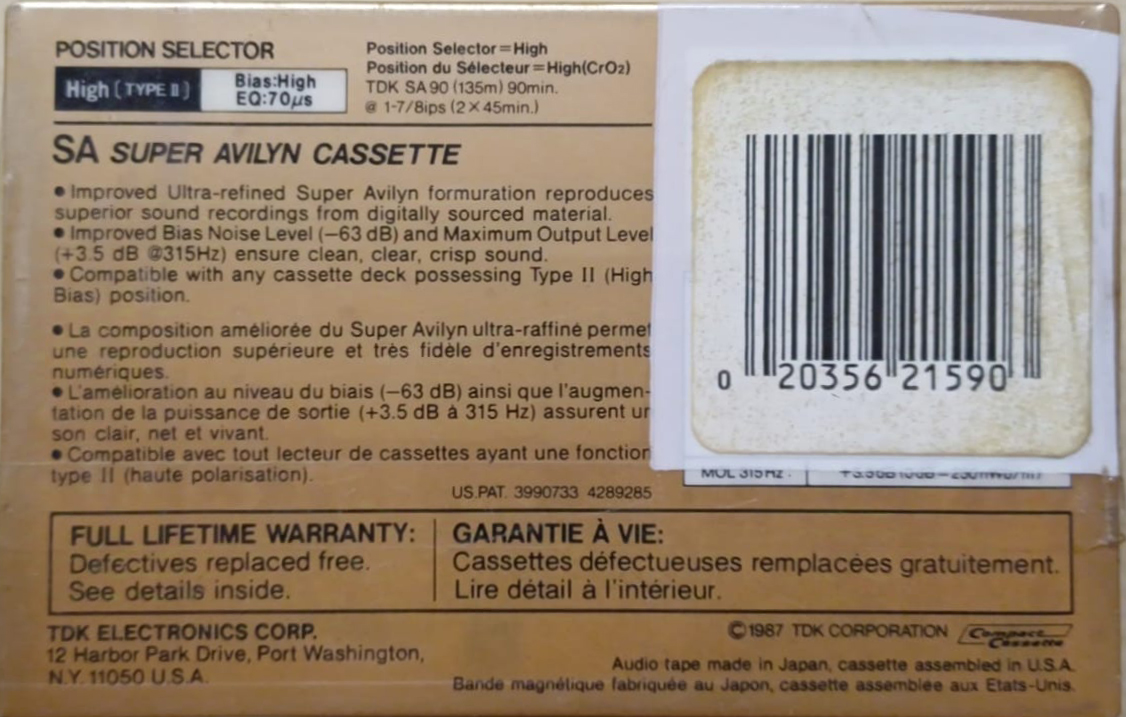 POSITION SELECTOR
High (TYPE II)
Bias:High
EQ:70µs
Position Selector=High
Position du Sélecteur=High(CrO2)
TDK SA90 (135m) 90min.
@ 1-7/8ips (2×45min.)
SA SUPER AVILYN CASSETTE
● Improved Ultra-refined Super Avilyn formuration reproduces
superior sound recordings from digitally sourced material.
● Improved Bias Noise Level (−63 dB) and Maximum Output Level
(+3.5 dB @315Hz) ensure clean, clear, crisp sound.
● Compatible with any cassette deck possessing Type II (High
Bias) position.
● La composition améliorée du Super Avilyn ultra-raffiné permet
une reproduction supérieure et très fidèle d'enregistrements
numériques.
● L'amélioration au niveau du biais (−63 dB) ainsi que l'augmen-
tation de la puissance de sortie (+3.5 dB à 315 Hz) assurent un
son clair, net et vivant.
● Compatible avec tout lecteur de cassettes ayant une fonction
type II (haute polarisation).
US.PAT. 3990733 4289285
0 20356 21590
MOL 315Hz :
FULL LIFETIME WARRANTY:
Defectives replaced free.
See details inside.
GARANTIE À VIE:
Cassettes défectueuses remplacées gratuitement.
Lire détail à l'intérieur.
TDK ELECTRONICS CORP.
12 Harbor Park Drive, Port Washington,
N.Y. 11050 U.S.A.
©1987 TDK CORPORATION
Compact Cassette
Audio tape made in Japan, cassette assembled in U.S.A.
Bande magnétique fabriquée au Japon, cassette assemblée aux Etats-Unis.